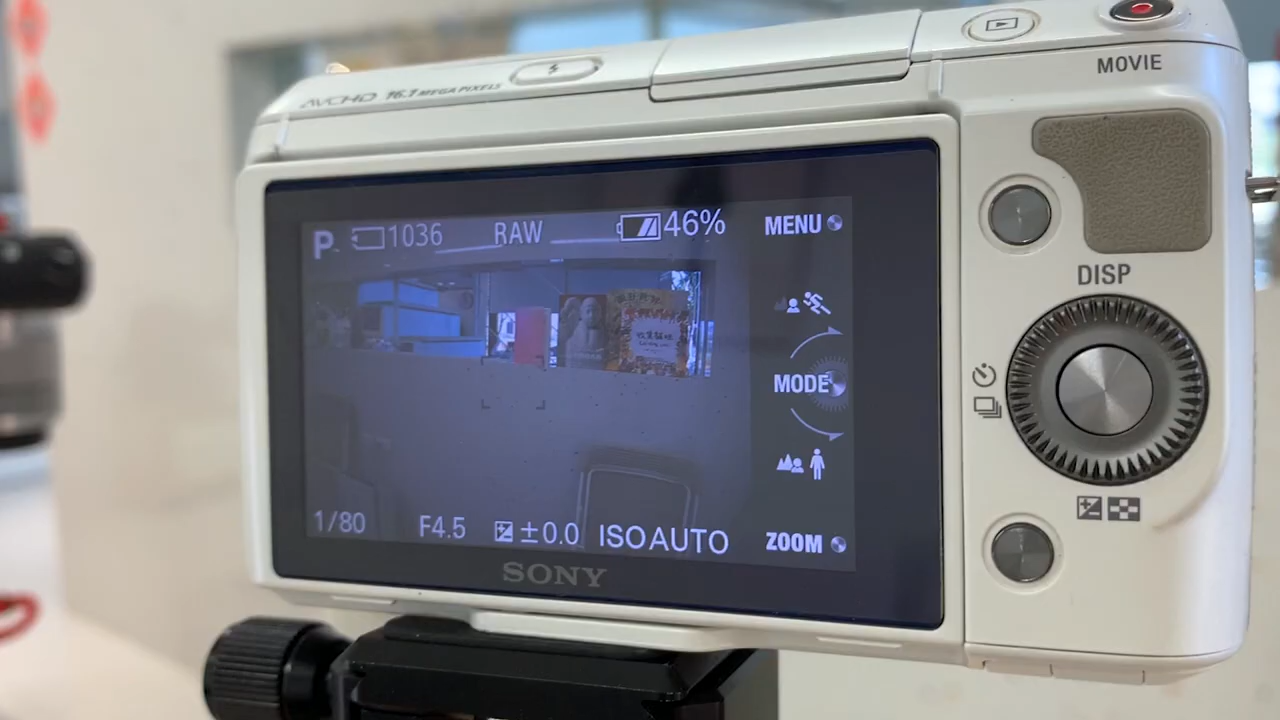 MOVIE
AVCHD 16.1 MEGA PIXELS
P 1036 RAW 46% MENU
DISP
MODE
1/80 F4.5 ±0.0 ISO AUTO ZOOM
SONY